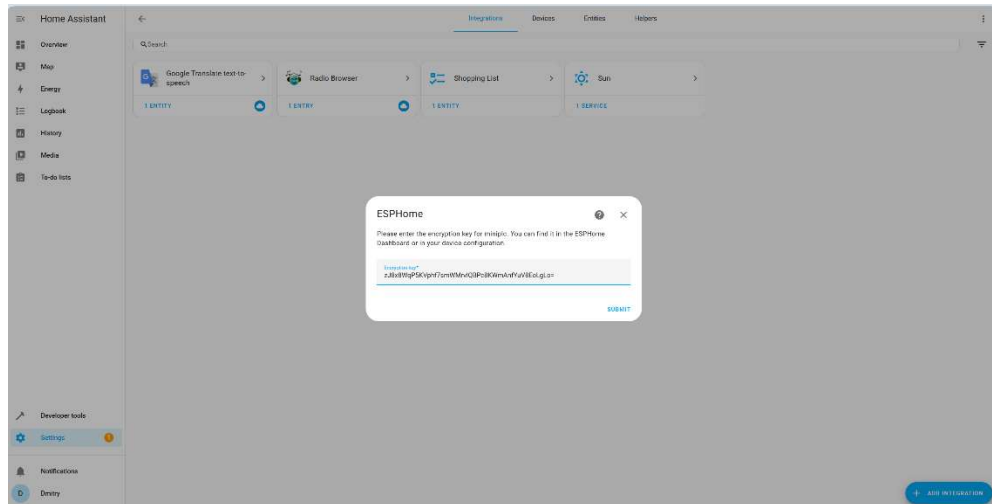 Home Assistant
Integrations Devices Entities Helpers
Overview
Search
Map
Google Translate text-to-speech
Radio Browser
Shopping List
Sun
Energy
1 ENTITY
1 ENTRY
1 ENTITY
1 SERVICE
Logbook
History
Media
To-do lists
ESPHome
Please enter the encryption key for miniplc. You can find it in the ESPHome
Dashboard or in your device configuration.
Encryption key*
SUBMIT
Developer tools
Settings
1
Notifications
D Dmitry
+ ADD INTEGRATION